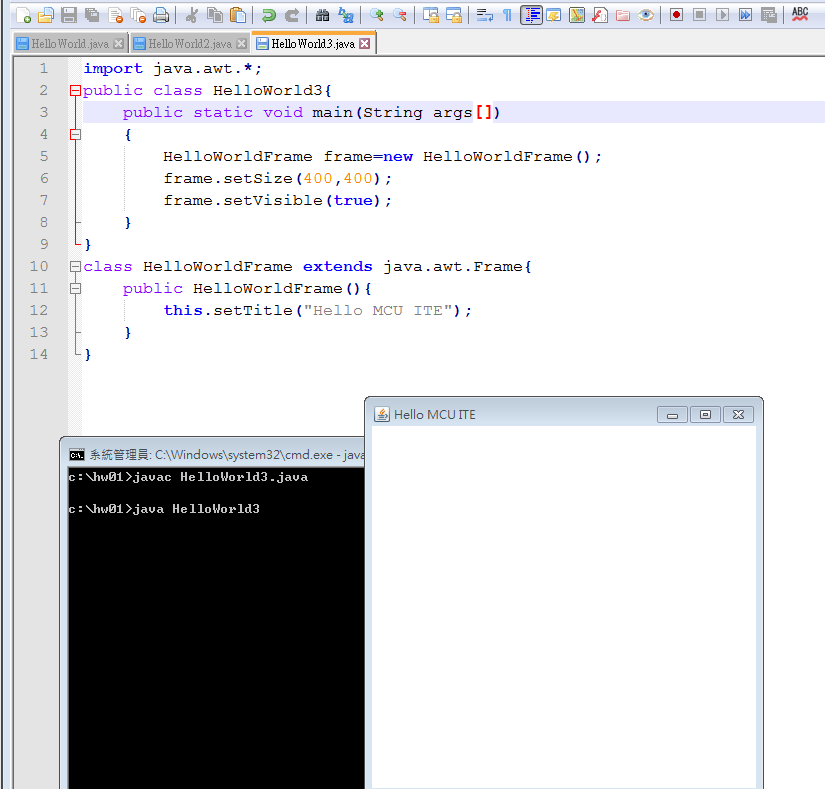 ABC
HelloWorld.java HelloWorld2.java HelloWorld3.java
1 import java.awt.*;
2 public class HelloWorld3{
3 public static void main(String args[])
4 {
5 HelloWorldFrame frame=new HelloWorldFrame();
6 frame.setSize(400,400);
7 frame.setVisible(true);
8 }
9 }
10 class HelloWorldFrame extends java.awt.Frame{
11 public HelloWorldFrame(){
12 this.setTitle("Hello MCU ITE");
13 }
14 }
Hello MCU ITE
系統管理員: C:\Windows\system32\cmd.exe - java
c:\hw01>javac HelloWorld3.java
c:\hw01>java HelloWorld3